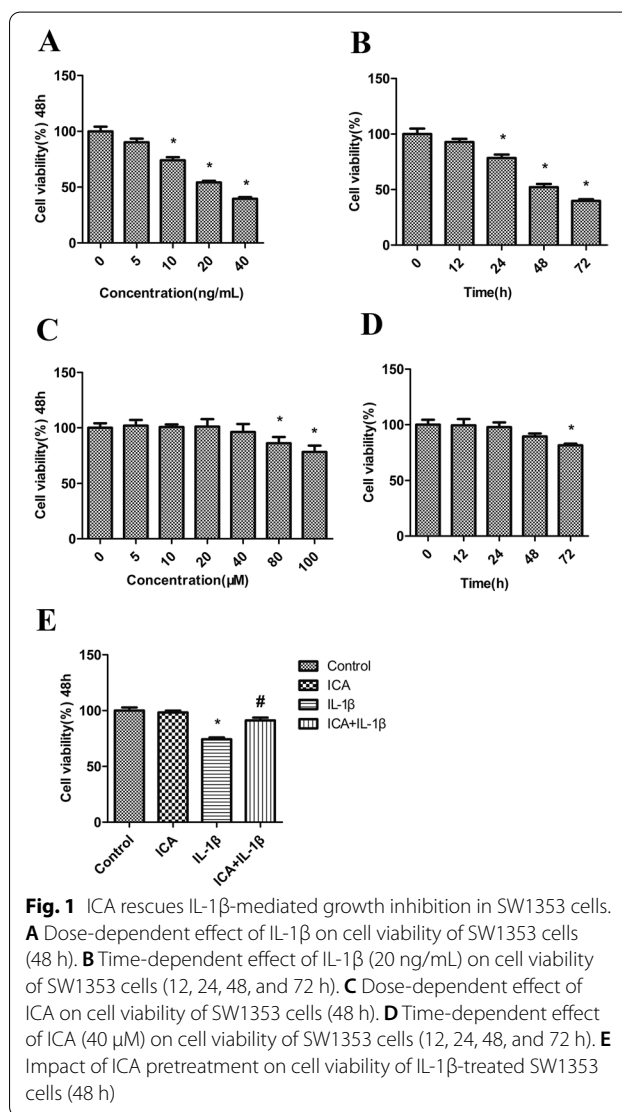 A
Cell viability(%) 48h
150
100
50
0
* * *
0 5 10 20 40
Concentration(ng/mL)
B
Cell viability(%)
150
100
50
0
* * *
0 12 24 48 72
Time(h)
C
Cell viability(%) 48h
150
100
50
0
* *
0 5 10 20 40 80 100
Concentration(μM)
D
Cell viability(%)
150
100
50
0
*
0 12 24 48 72
Time(h)
E
Cell viability(%) 48h
150
100
50
0
* #
Control ICA IL-1β ICA+IL-1β
Control
ICA
IL-1β
ICA+IL-1β
Fig. 1 ICA rescues IL-1β-mediated growth inhibition in SW1353 cells.
A Dose-dependent effect of IL-1β on cell viability of SW1353 cells
(48 h). B Time-dependent effect of IL-1β (20 ng/mL) on cell viability
of SW1353 cells (12, 24, 48, and 72 h). C Dose-dependent effect of
ICA on cell viability of SW1353 cells (48 h). D Time-dependent effect
of ICA (40 μM) on cell viability of SW1353 cells (12, 24, 48, and 72 h). E
Impact of ICA pretreatment on cell viability of IL-1β-treated SW1353
cells (48 h)